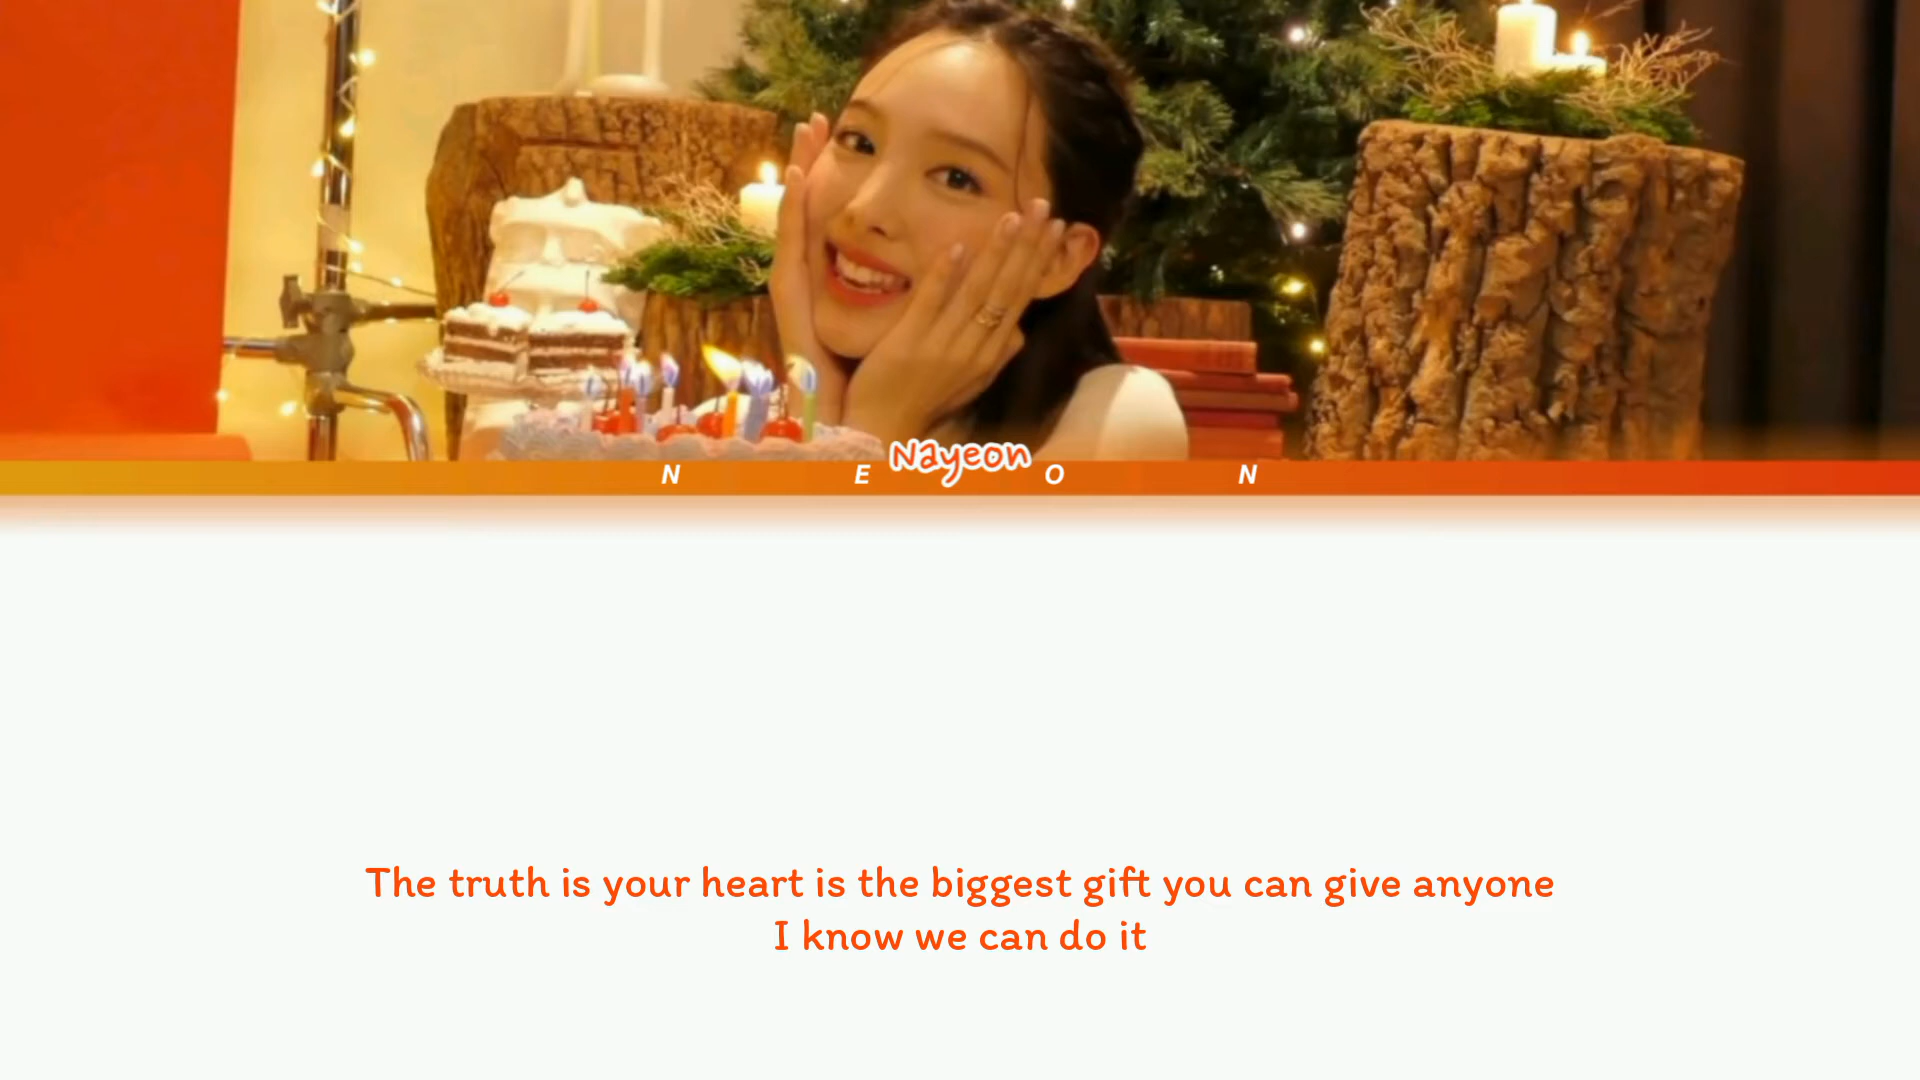 Nayeon
N E O N
The truth is your heart is the biggest gift you can give anyone
I know we can do it